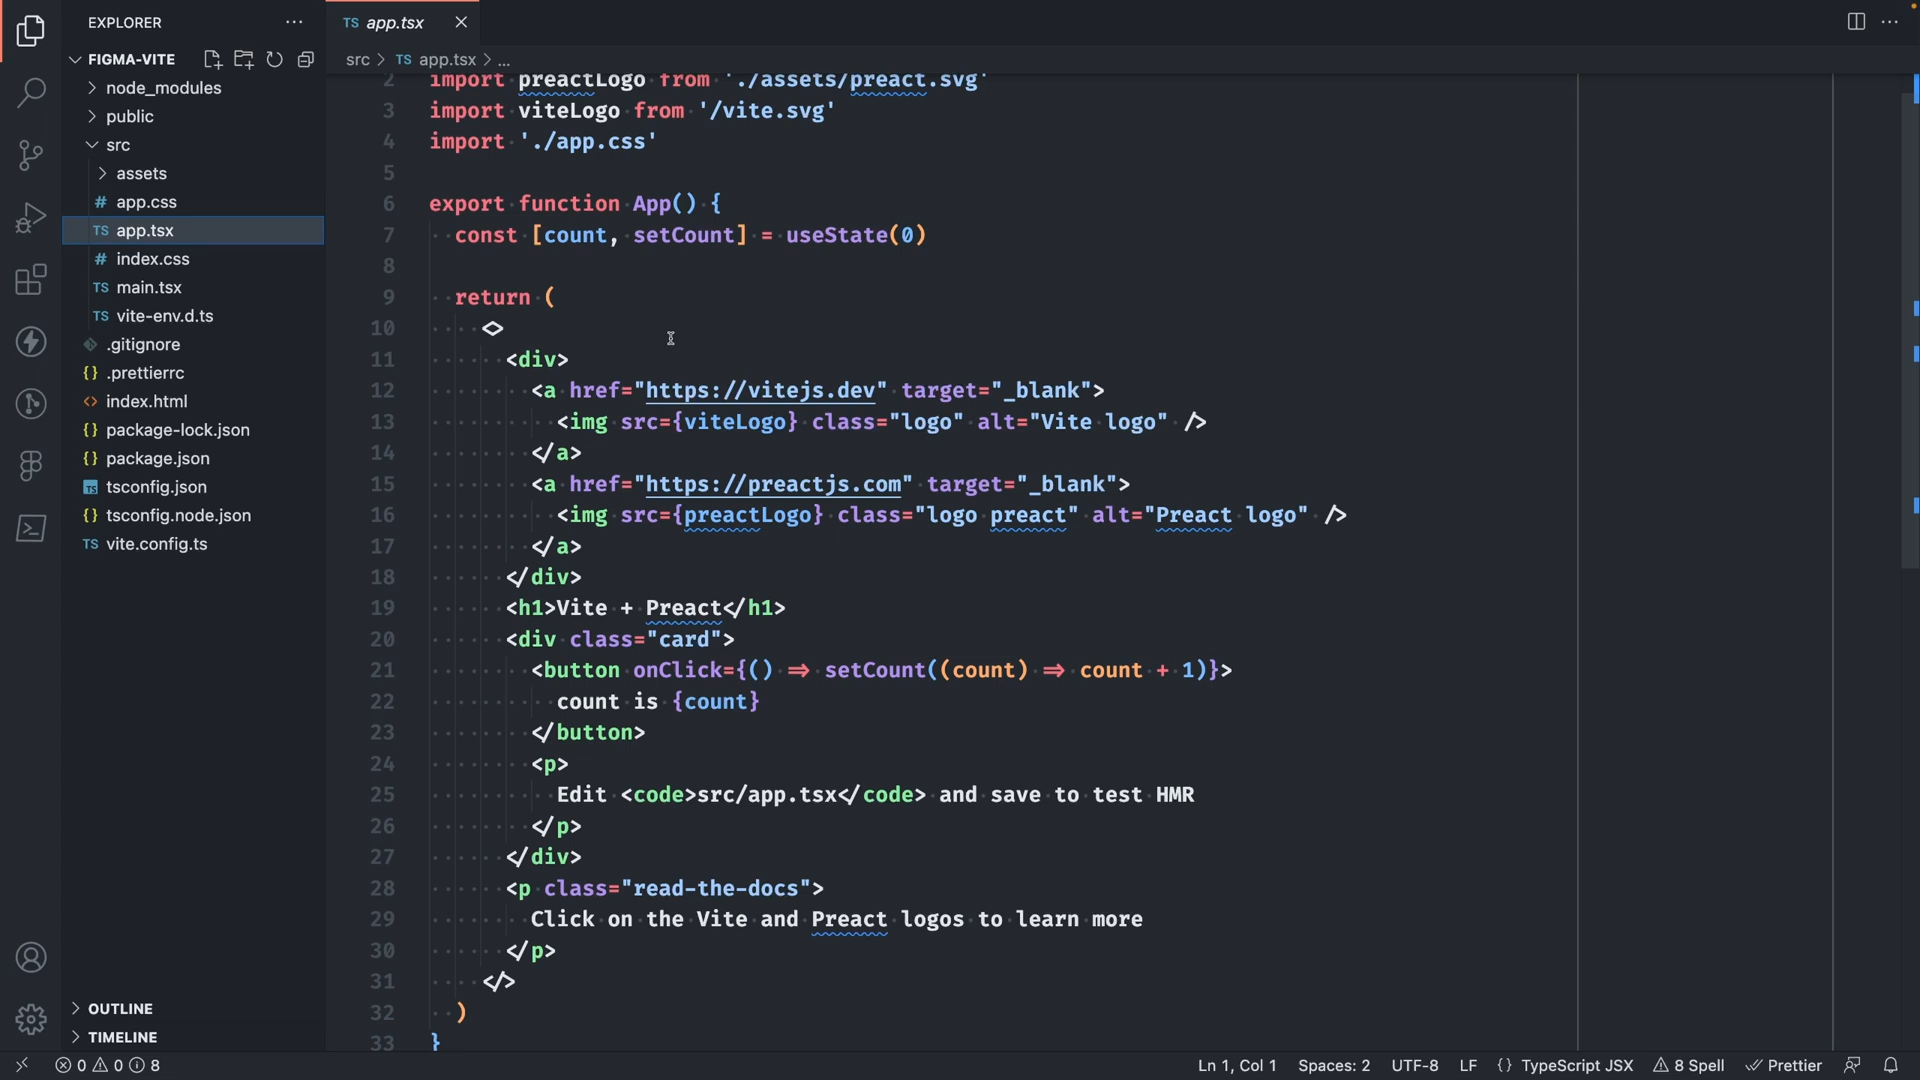 EXPLORER
FIGMA-VITE
node_modules
public
src
assets
# app.css
TS app.tsx
# index.css
TS main.tsx
TS vite-env.d.ts
.gitignore
{} .prettierrc
<> index.html
{} package-lock.json
{} package.json
TS tsconfig.json
{} tsconfig.node.json
TS vite.config.ts
OUTLINE
TIMELINE
TS app.tsx
src > TS app.tsx > ...
2 import preactLogo from './assets/preact.svg'
3 import viteLogo from '/vite.svg'
4 import './app.css'
5
6 export function App() {
7 const [count, setCount] = useState(0)
8
9 return (
10 <>
11 <div>
12 <a href="https://vitejs.dev" target="_blank">
13 <img src={viteLogo} class="logo" alt="Vite logo" />
14 </a>
15 <a href="https://preactjs.com" target="_blank">
16 <img src={preactLogo} class="logo preact" alt="Preact logo" />
17 </a>
18 </div>
19 <h1>Vite + Preact</h1>
20 <div class="card">
21 <button onClick={() => setCount((count) => count + 1)}>
22 count is {count}
23 </button>
24 <p>
25 Edit <code>src/app.tsx</code> and save to test HMR
26 </p>
27 </div>
28 <p class="read-the-docs">
29 Click on the Vite and Preact logos to learn more
30 </p>
31 </>
32 )
33 }
0 0 8
Ln 1, Col 1 Spaces: 2 UTF-8 LF {} TypeScript JSX 8 Spell Prettier